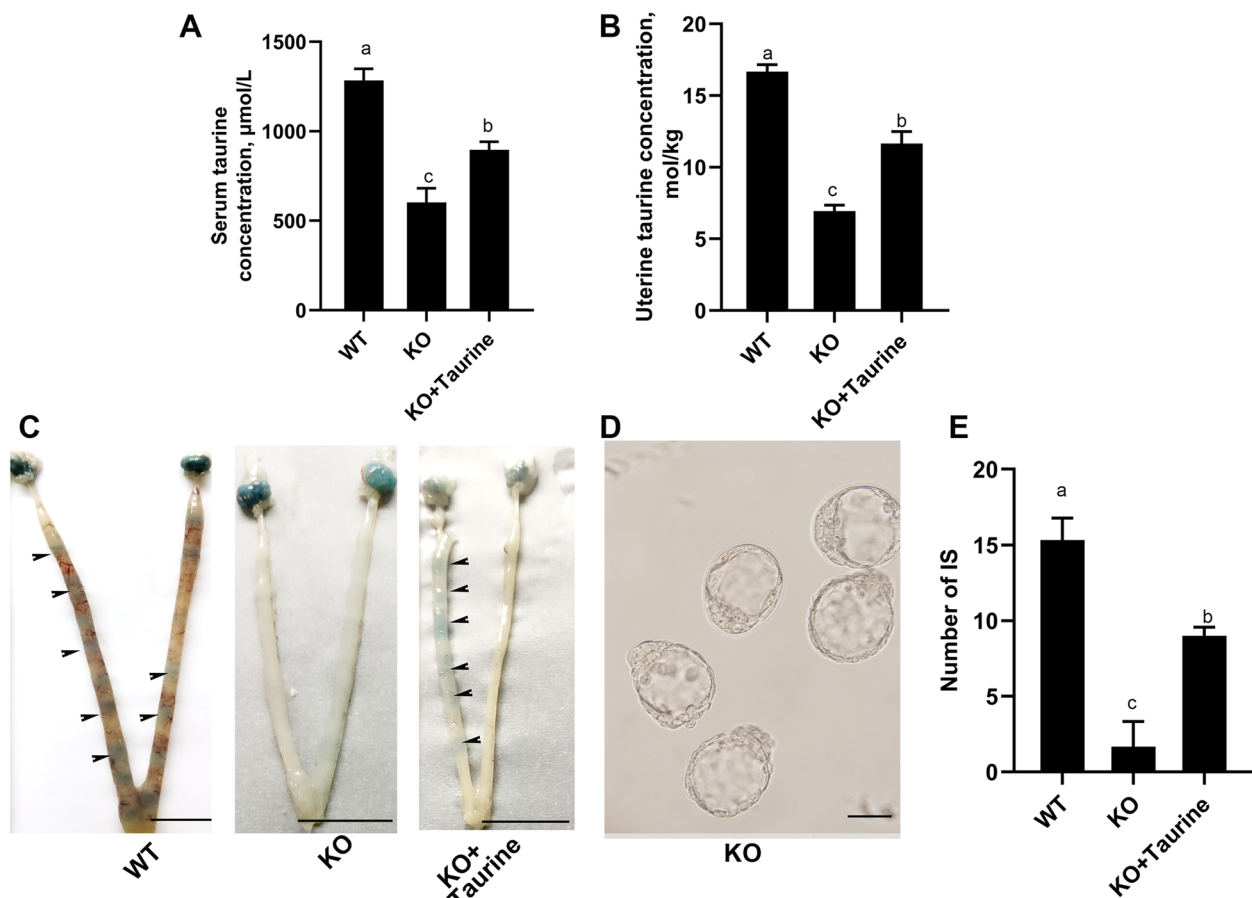 A
Serum taurine
concentration, µmol/L
1500
1000
500
0
a
c
b
WT
KO
KO+Taurine
B
Uterine taurine concentration,
mol/kg
20
15
10
5
0
a
c
b
WT
KO
KO+Taurine
C
WT
KO
KO+
Taurine
D
KO
E
Number of IS
20
15
10
5
0
a
c
b
WT
KO
KO+Taurine